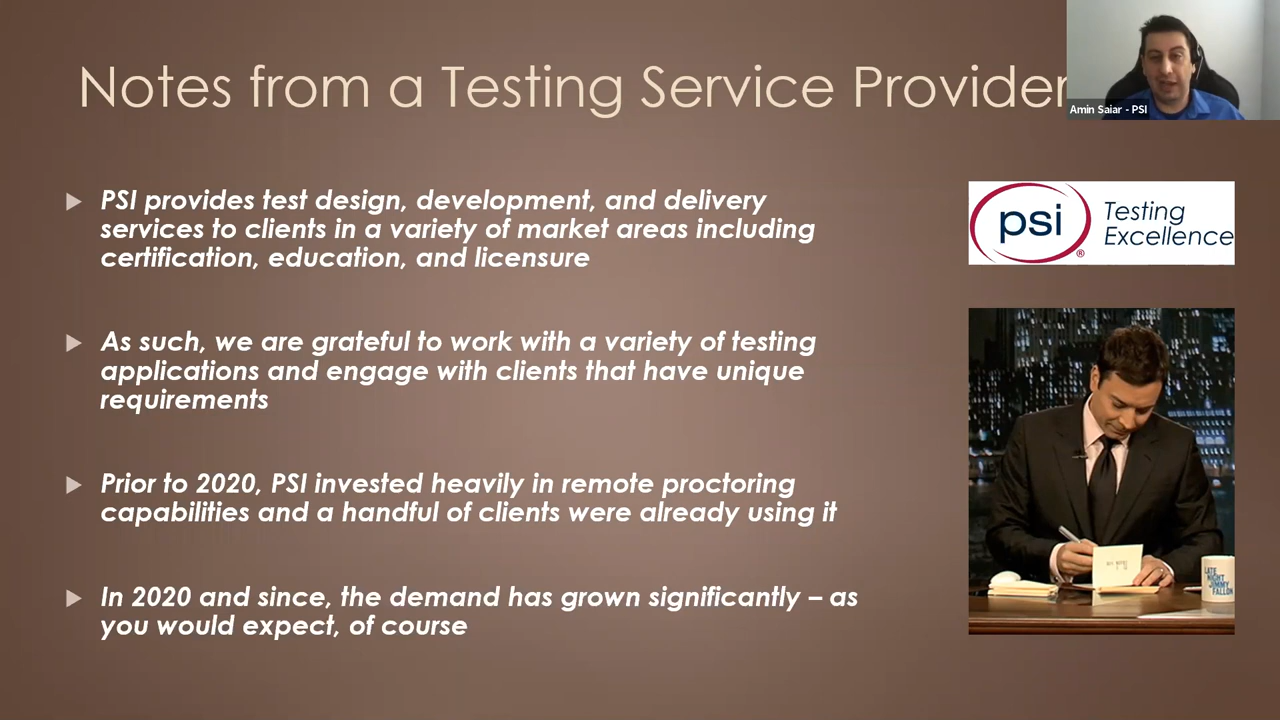 Notes from a Testing Service Provider
Amin Saiar - PSI
PSI provides test design, development, and delivery
services to clients in a variety of market areas including
certification, education, and licensure
psi ® Testing
Excellence
As such, we are grateful to work with a variety of testing
applications and engage with clients that have unique
requirements
Prior to 2020, PSI invested heavily in remote proctoring
capabilities and a handful of clients were already using it
In 2020 and since, the demand has grown significantly – as
you would expect, of course
LATE
NIGHT
JIMMY
FALLON